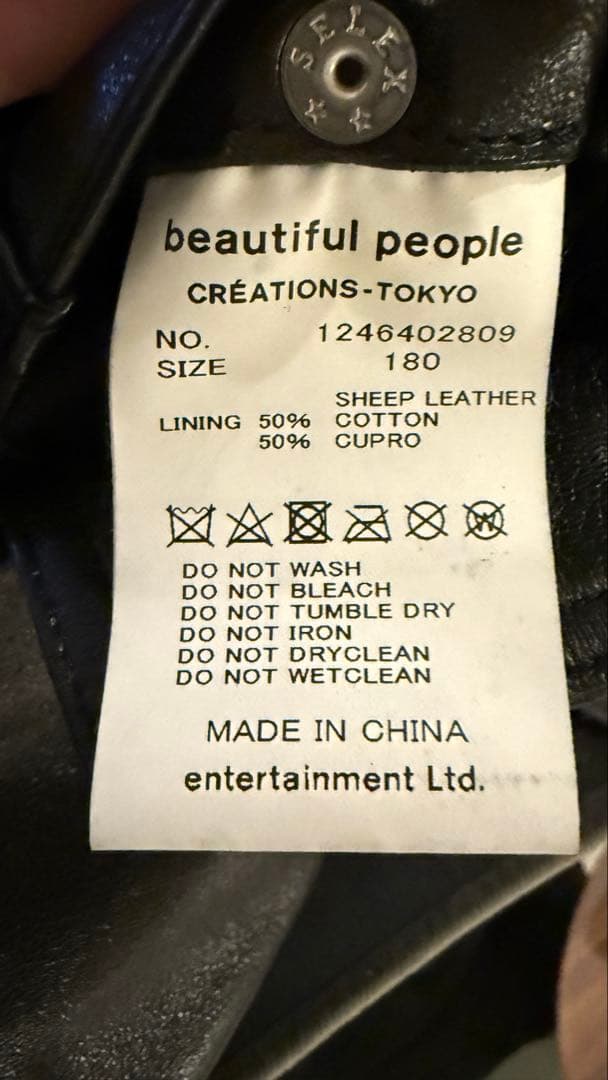 SELEX
beautiful people
CRÉATIONS-TOKYO
NO. 1246402809
SIZE 180
SHEEP LEATHER
LINING 50% COTTON
50% CUPRO
W
DO NOT WASH
DO NOT BLEACH
DO NOT TUMBLE DRY
DO NOT IRON
DO NOT DRYCLEAN
DO NOT WETCLEAN
MADE IN CHINA
entertainment Ltd.